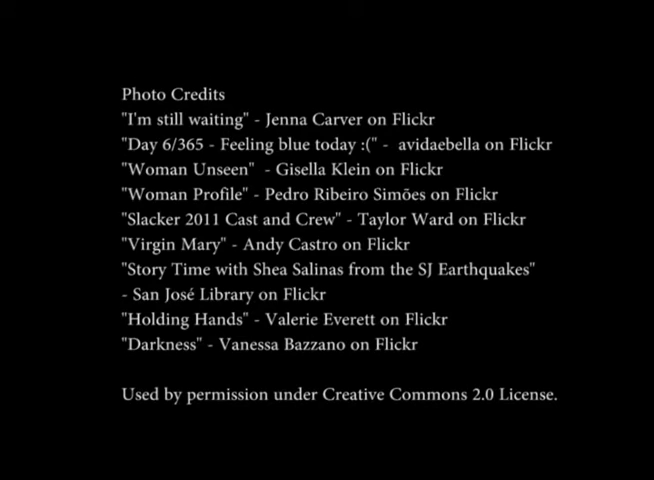 Photo Credits
"I'm still waiting" - Jenna Carver on Flickr
"Day 6/365 - Feeling blue today :(" - avidaebella on Flickr
"Woman Unseen" - Gisella Klein on Flickr
"Woman Profile" - Pedro Ribeiro Simões on Flickr
"Slacker 2011 Cast and Crew" - Taylor Ward on Flickr
"Virgin Mary" - Andy Castro on Flickr
"Story Time with Shea Salinas from the SJ Earthquakes"
- San José Library on Flickr
"Holding Hands" - Valerie Everett on Flickr
"Darkness" - Vanessa Bazzano on Flickr
Used by permission under Creative Commons 2.0 License.